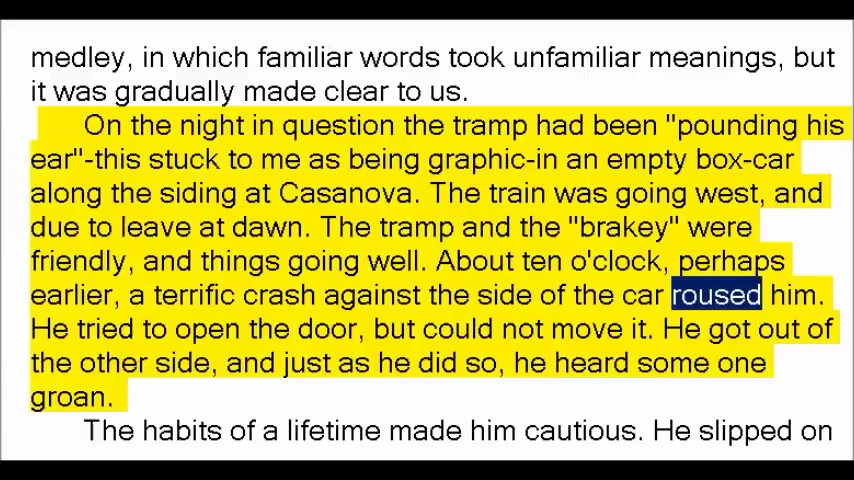 medley, in which familiar words took unfamiliar meanings, but
it was gradually made clear to us.
On the night in question the tramp had been "pounding his
ear"-this stuck to me as being graphic-in an empty box-car
along the siding at Casanova. The train was going west, and
due to leave at dawn. The tramp and the "brakey" were
friendly, and things going well. About ten o'clock, perhaps
earlier, a terrific crash against the side of the car roused him.
He tried to open the door, but could not move it. He got out of
the other side, and just as he did so, he heard some one
groan.
The habits of a lifetime made him cautious. He slipped on